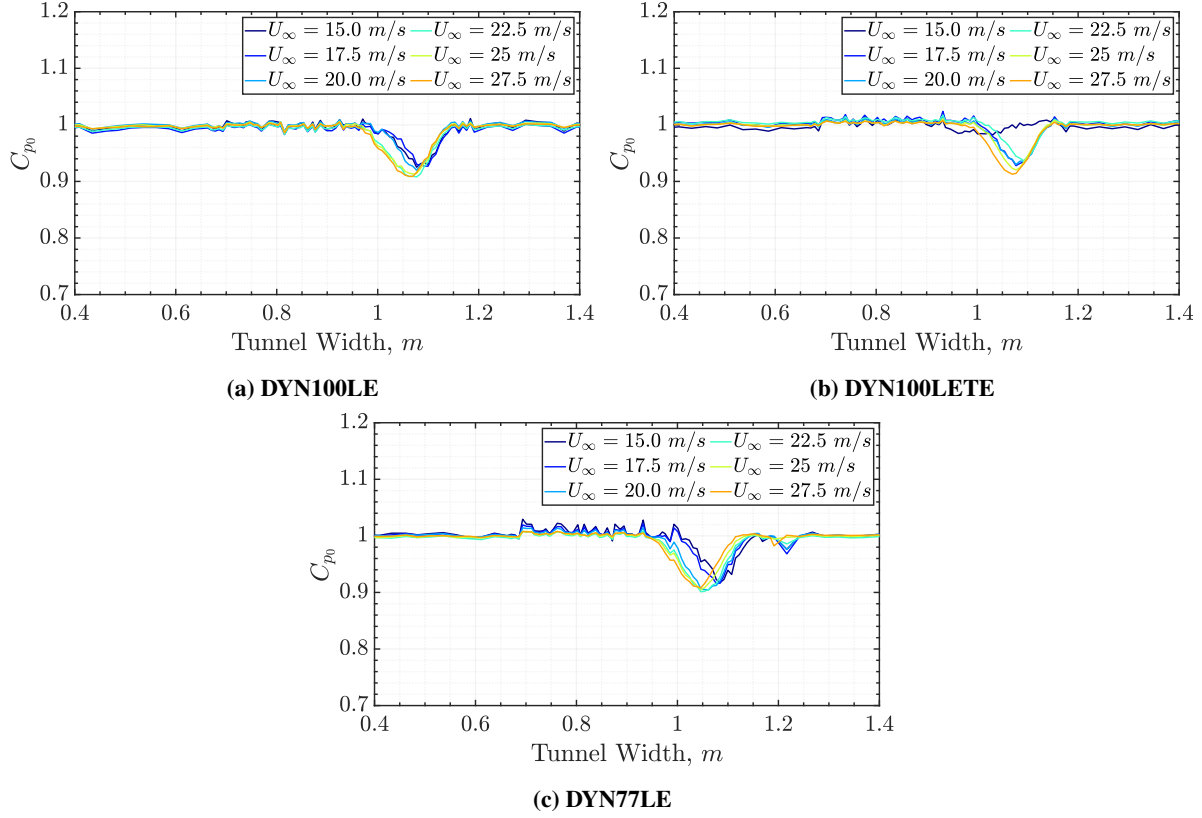 1.2
1.1
1
0.9
0.8
0.7
C_{p_0}
U_∞ = 15.0 m/s U_∞ = 22.5 m/s
U_∞ = 17.5 m/s U_∞ = 25 m/s
U_∞ = 20.0 m/s U_∞ = 27.5 m/s
0.4 0.6 0.8 1 1.2 1.4
Tunnel Width, m
(a) DYN100LE
1.2
1.1
1
0.9
0.8
0.7
C_{p_0}
U_∞ = 15.0 m/s U_∞ = 22.5 m/s
U_∞ = 17.5 m/s U_∞ = 25 m/s
U_∞ = 20.0 m/s U_∞ = 27.5 m/s
0.4 0.6 0.8 1 1.2 1.4
Tunnel Width, m
(b) DYN100LETE
1.2
1.1
1
0.9
0.8
0.7
C_{p_0}
U_∞ = 15.0 m/s U_∞ = 22.5 m/s
U_∞ = 17.5 m/s U_∞ = 25 m/s
U_∞ = 20.0 m/s U_∞ = 27.5 m/s
0.4 0.6 0.8 1 1.2 1.4
Tunnel Width, m
(c) DYN77LE